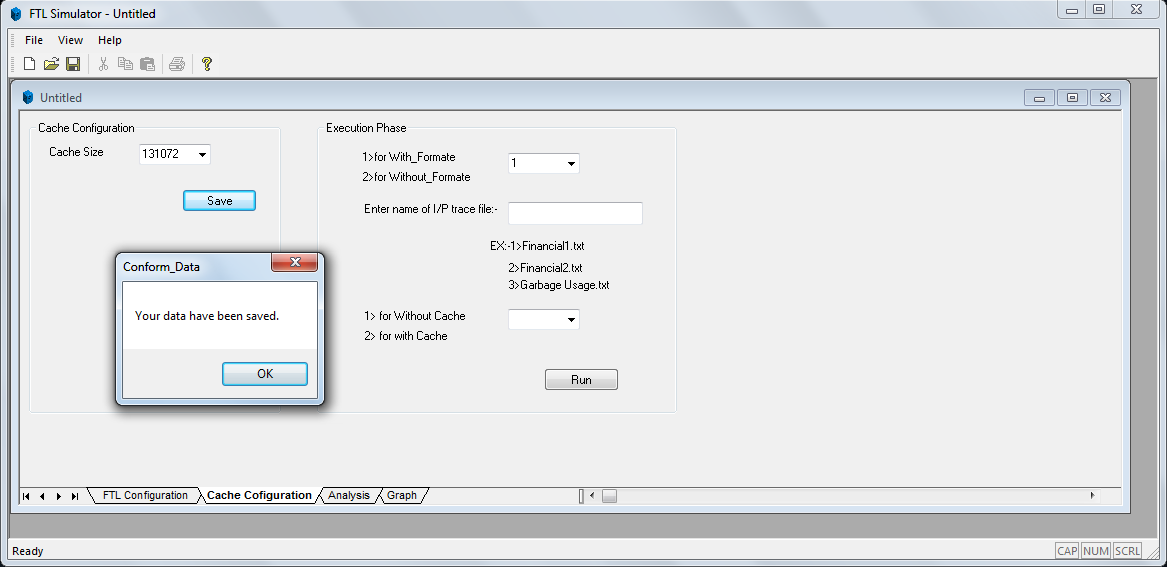 FTL Simulator - Untitled
File View Help
Untitled
Cache Configuration
Cache Size 131072
Save
Execution Phase
1>for With_Formate
2>for Without_Formate
1
Enter name of I/P trace file:-
EX:-1>Financial1.txt
2>Financial2.txt
3>Garbage Usage.txt
1> for Without Cache
2> for with Cache
Run
Conform_Data
Your data have been saved.
OK
FTL Configuration Cache Cofiguration Analysis Graph
Ready CAP NUM SCRL